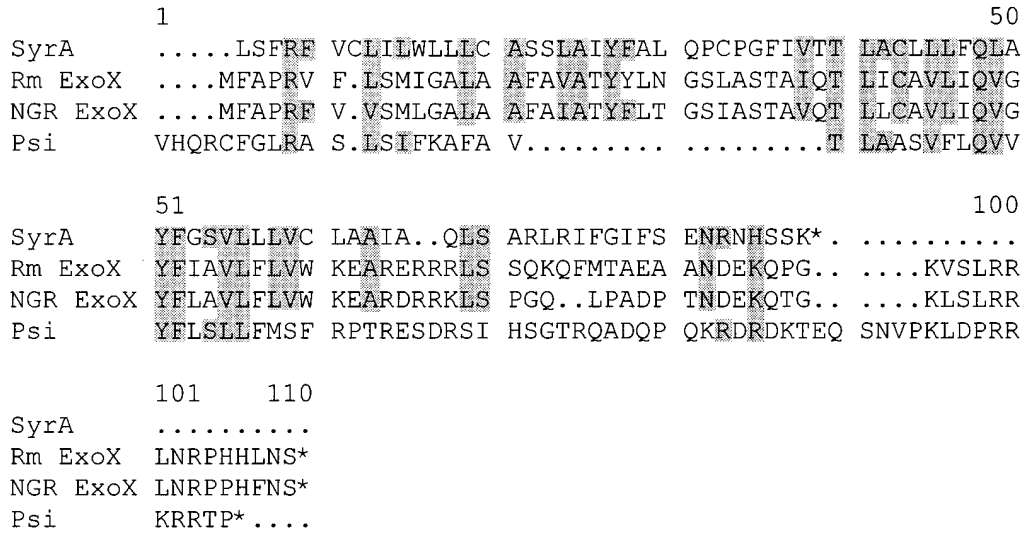 1 50
SyrA .....LSFRF VCLILWLLLC ASSLAIYFAL QPCPGFIVTT LACLLLFQLA
Rm ExoX ....MFAPRV F.LSMIGALA AFAVATYYLN GSLASTAIQT LICAVLIQVG
NGR ExoX ....MFAPRF V.VSMLGALA AFAIATYFLT GSIASTAVQT LLCAVLIQVG
Psi VHQRCFGLRA S.LSIFKAFA V......... .........T LAASVFLQVV
51 100
SyrA YFGSVLLLVC LAAIA..QLS ARLRIFGIFS ENRNHSSK*. ..........
Rm ExoX YFIAVLFLVW KEARERRRLS SQKQFMTAEA ANDEKQPG.. ....KVSLRR
NGR ExoX YFLAVLFLVW KEARDRRKLS PGQ..LPADP TNDEKQTG.. ....KLSLRR
Psi YFLSLLFMSF RPTRESDRSI HSGTRQADQP QKRDRDKTEQ SNVPKLDPRR
101 110
SyrA ..........
Rm ExoX LNRPHHLNS*
NGR ExoX LNRPPHFNS*
Psi KRRTP*....